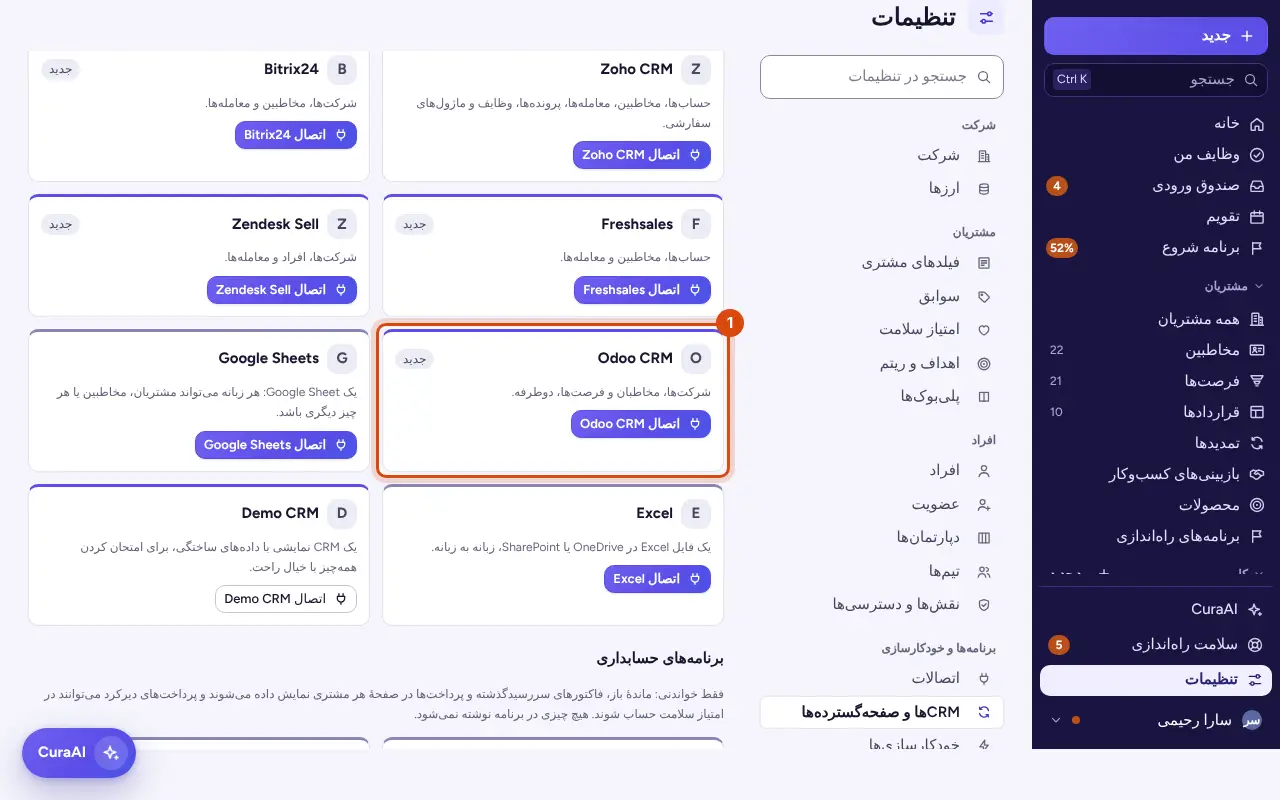 جدید
جستجو
Ctrl K
خانه
وظایف من
صندوق ورودی
4
تقویم
برنامه شروع
52%
مشتریان
همه مشتریان
مخاطبین
22
فرصت‌ها
21
قراردادها
10
تمدیدها
بازبینی‌های کسب‌وکار
محصولات
برنامه‌های راه‌اندازی
CuraAI
سلامت راه‌اندازی
5
تنظیمات
سارا رحیمی
سر
تنظیمات
جستجو در تنظیمات
شرکت
شرکت
ارزها
مشتریان
فیلدهای مشتری
سوابق
امتیاز سلامت
اهداف و ریتم
پلی‌بوک‌ها
افراد
افراد
عضویت
دپارتمان‌ها
تیم‌ها
نقش‌ها و دسترسی‌ها
برنامه‌ها و خودکارسازی
اتصالات
CRMها و صفحه‌گسترده‌ها
خودکارسازی‌ها
Z
Zoho CRM
حساب‌ها، مخاطبین، معامله‌ها، پرونده‌ها، وظایف و ماژول‌های
سفارشی.
اتصال Zoho CRM
B
Bitrix24
جدید
شرکت‌ها، مخاطبین و معامله‌ها.
اتصال Bitrix24
F
Freshsales
جدید
حساب‌ها، مخاطبین و معامله‌ها.
اتصال Freshsales
Z
Zendesk Sell
جدید
شرکت‌ها، افراد و معامله‌ها.
اتصال Zendesk Sell
1
O
Odoo CRM
جدید
شرکت‌ها، مخاطبان و فرصت‌ها، دوطرفه.
اتصال Odoo CRM
G
Google Sheets
یک Google Sheet: هر زبانه می‌تواند مشتریان، مخاطبین یا هر
چیز دیگری باشد.
اتصال Google Sheets
E
Excel
یک فایل Excel در OneDrive یا SharePoint، زبانه به زبانه.
اتصال Excel
D
Demo CRM
یک CRM نمایشی با داده‌های ساختگی، برای امتحان کردن
همه‌چیز با خیال راحت.
اتصال Demo CRM
برنامه‌های حسابداری
فقط خواندنی: ماندهٔ باز، فاکتورهای سررسیدگذشته و پرداخت‌ها در صفحهٔ هر مشتری نمایش داده می‌شوند و پرداخت‌های دیرکرد می‌توانند در
امتیاز سلامت حساب شوند. هیچ چیزی در برنامه نوشته نمی‌شود.
CuraAI